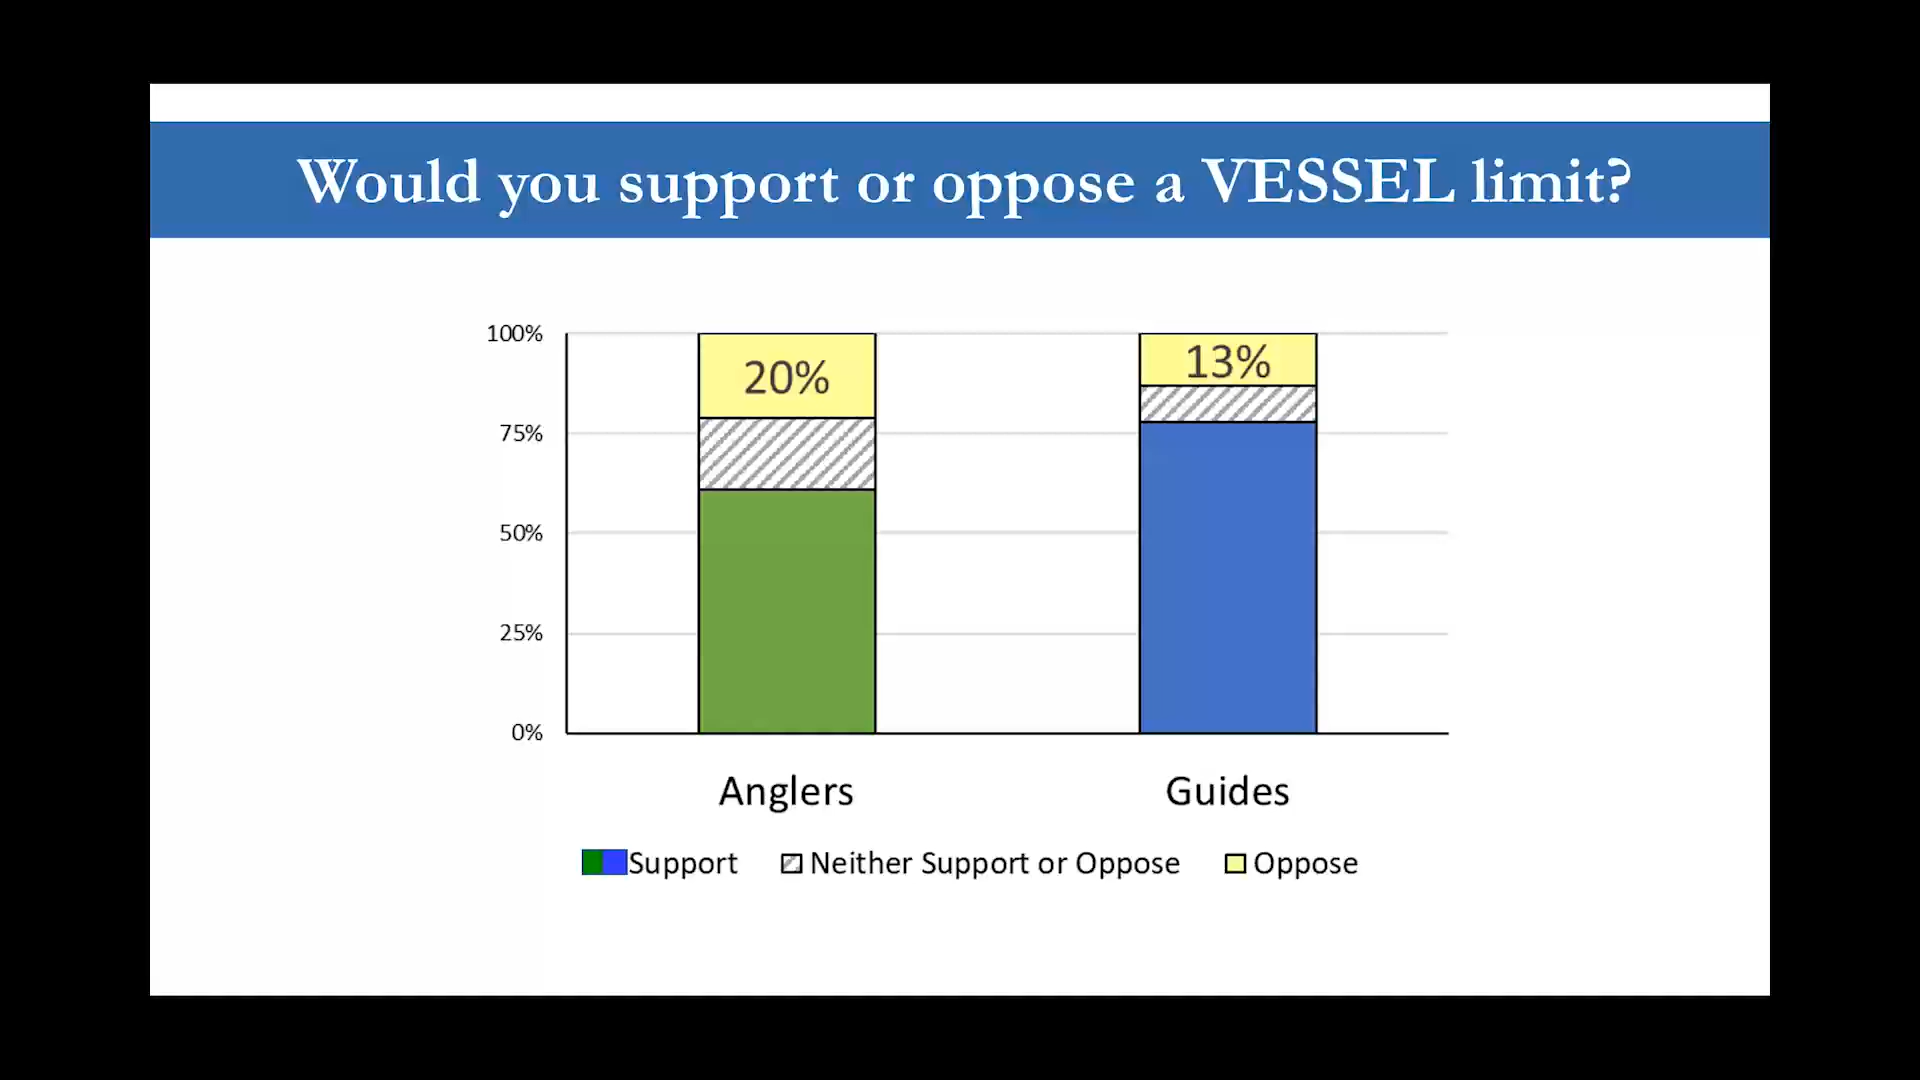 Would you support or oppose a VESSEL limit?
100%
75%
50%
25%
0%
20%
13%
Anglers
Guides
Support
Neither Support or Oppose
Oppose